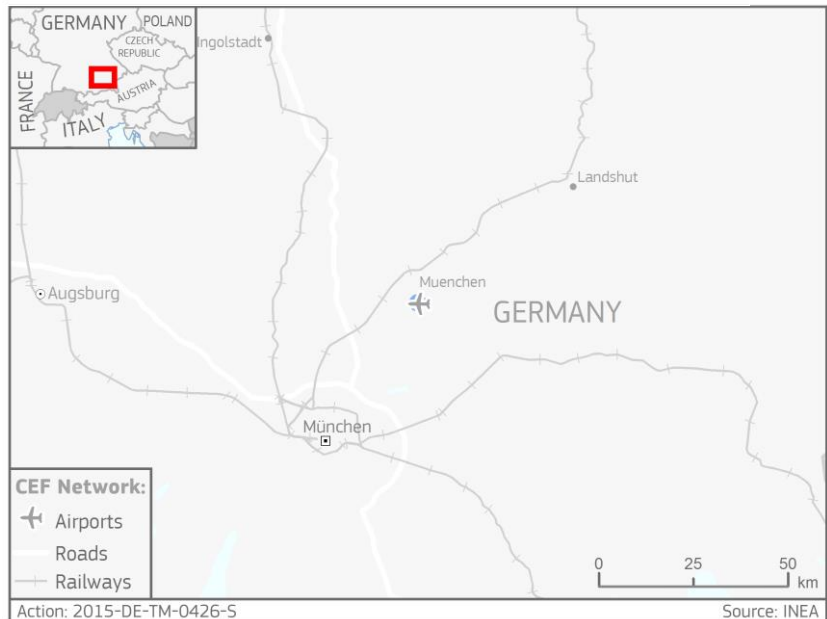 GERMANY
POLAND
CZECH
REPUBLIC
FRANCE
AUSTRIA
ITALY
Ingolstadt
Landshut
Muenchen
Augsburg
GERMANY
München
CEF Network:
Airports
Roads
Railways
0 25 50
km
Action: 2015-DE-TM-0426-S
Source: INEA